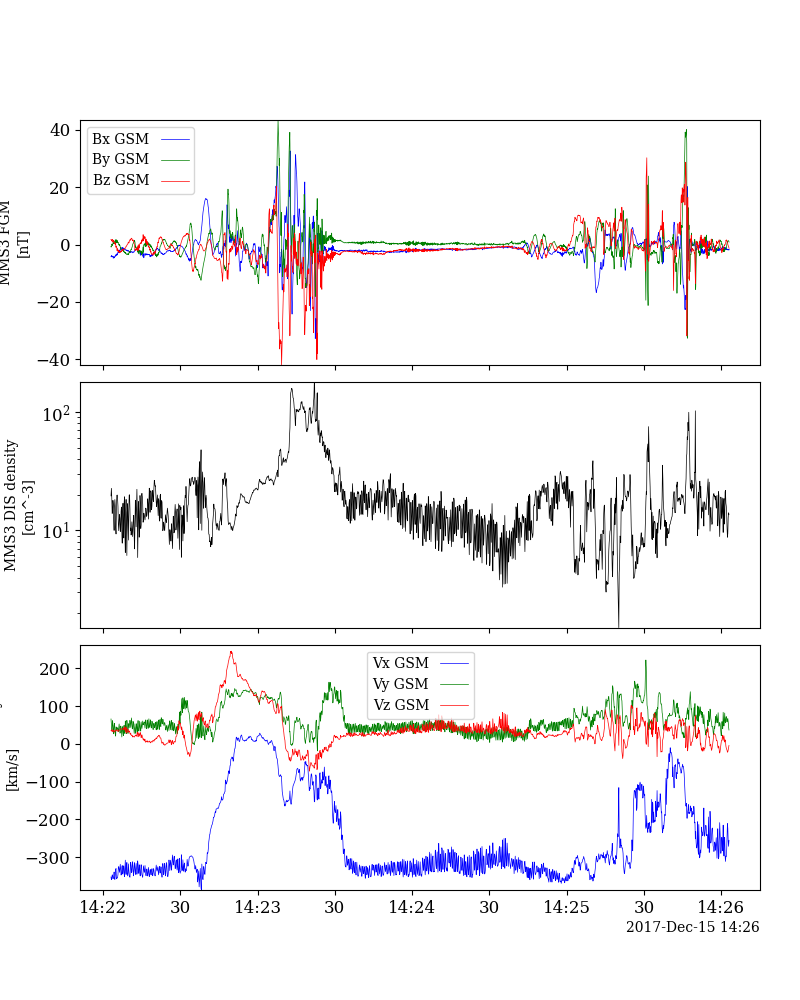 40
20
0
−20
−40
MMS3 FGM
[nT]
Bx GSM
By GSM
Bz GSM
10²
10¹
MMS3 DIS density
[cm^-3]
200
100
0
−100
−200
−300
[km/s]
Vx GSM
Vy GSM
Vz GSM
14:22 30 14:23 30 14:24 30 14:25 30 14:26
2017-Dec-15 14:26